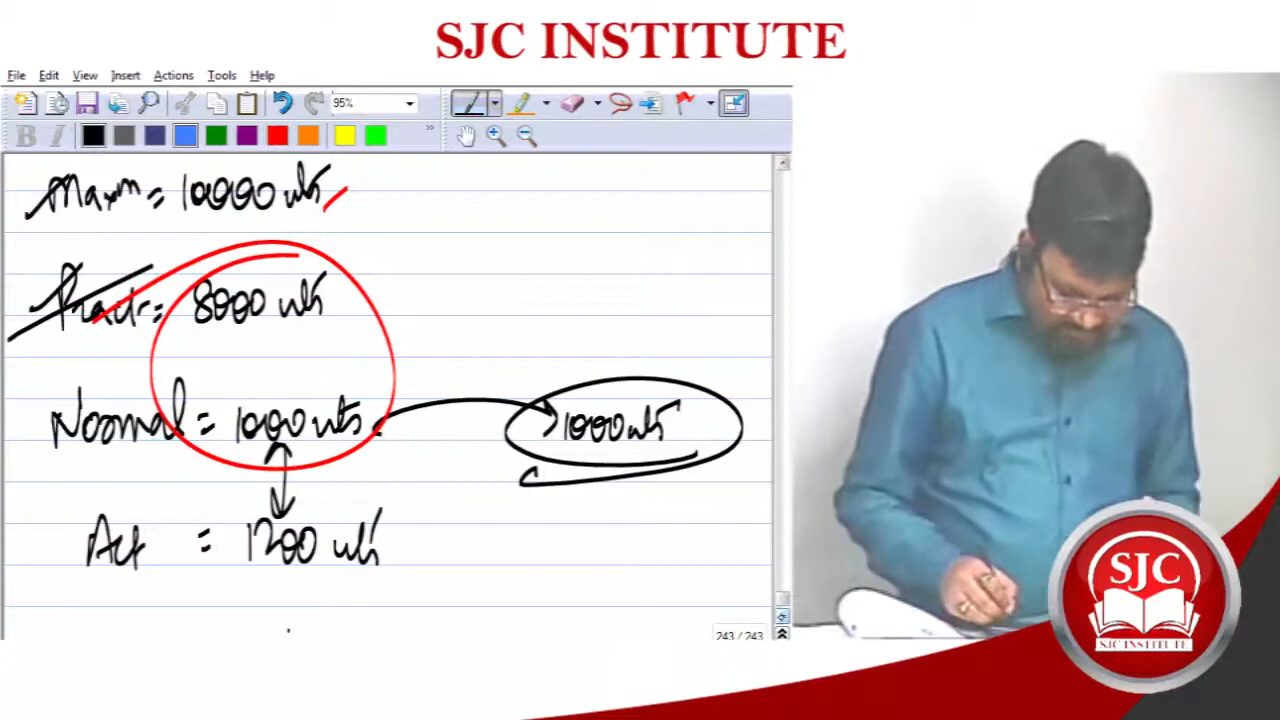 SJC INSTITUTE
File Edit View Insert Actions Tools Help
95%
B I
Maxm = 10000 uts
Pract = 8000 uts
Normal = 1000 uts. 1000 uts
Act = 1200 uts
243 / 243
SJC
SJC INSTITUTE